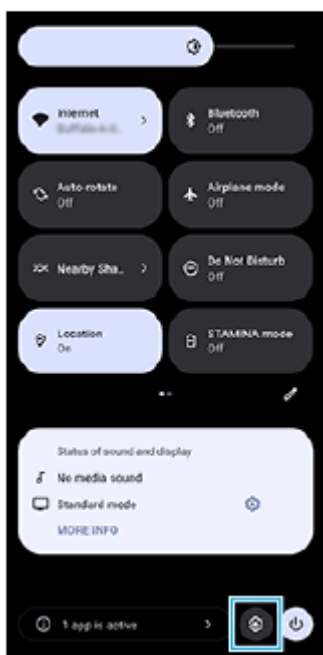 Internet
Bluetooth
Off
Auto-rotate
Off
Airplane mode
Off
Nearby Sha..
Do Not Disturb
Off
Location
On
STAMINA mode
Off
Status of sound and display
No media sound
Standard mode
MORE INFO
1 app is active